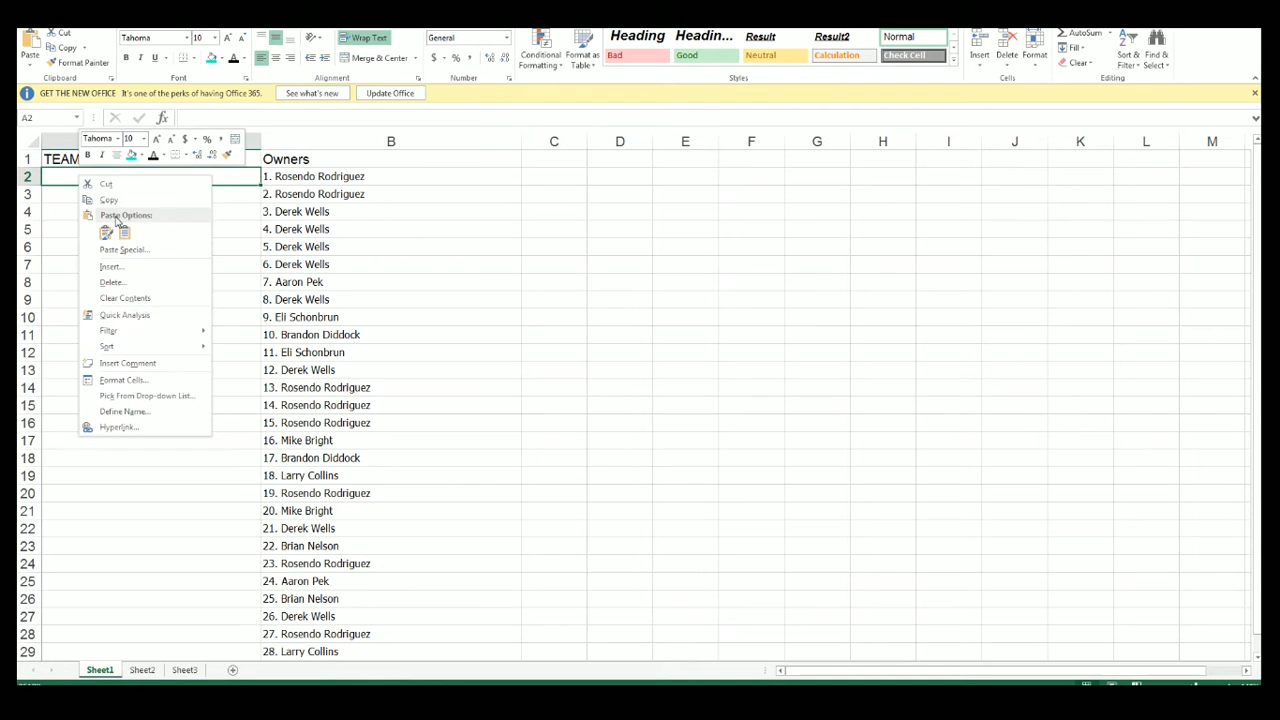 Cut
Tahoma 10 Wrap Text General Heading Headin... Result Result2 Normal
Paste Copy Format Painter
Conditional Formatting Format as Table Bad Good Neutral Calculation Check Cell
Insert Delete Format
AutoSum Fill Clear
Sort & Filter Find & Select
B I U Merge & Center $ % ,
Clipboard Font Alignment Number Styles Cells Editing
GET THE NEW OFFICE It's one of the perks of having Office 365. See what's new Update Office
A2 fx
Tahoma 10 A A $ % ,
B I A
A B C D E F G H I J K L M
1 TEAM Owners
2 1. Rosendo Rodriguez
3 2. Rosendo Rodriguez
4 3. Derek Wells
5 4. Derek Wells
6 5. Derek Wells
7 6. Derek Wells
8 7. Aaron Pek
9 8. Derek Wells
10 9. Eli Schonbrun
11 10. Brandon Diddock
12 11. Eli Schonbrun
13 12. Derek Wells
14 13. Rosendo Rodriguez
15 14. Rosendo Rodriguez
16 15. Rosendo Rodriguez
17 16. Mike Bright
18 17. Brandon Diddock
19 18. Larry Collins
20 19. Rosendo Rodriguez
21 20. Mike Bright
22 21. Derek Wells
23 22. Brian Nelson
24 23. Rosendo Rodriguez
25 24. Aaron Pek
26 25. Brian Nelson
27 26. Derek Wells
28 27. Rosendo Rodriguez
29 28. Larry Collins
Cut
Copy
Paste Options:
Paste Special...
Insert...
Delete...
Clear Contents
Quick Analysis
Filter
Sort
Insert Comment
Format Cells...
Pick From Drop-down List...
Define Name...
Hyperlink...
Sheet1 Sheet2 Sheet3